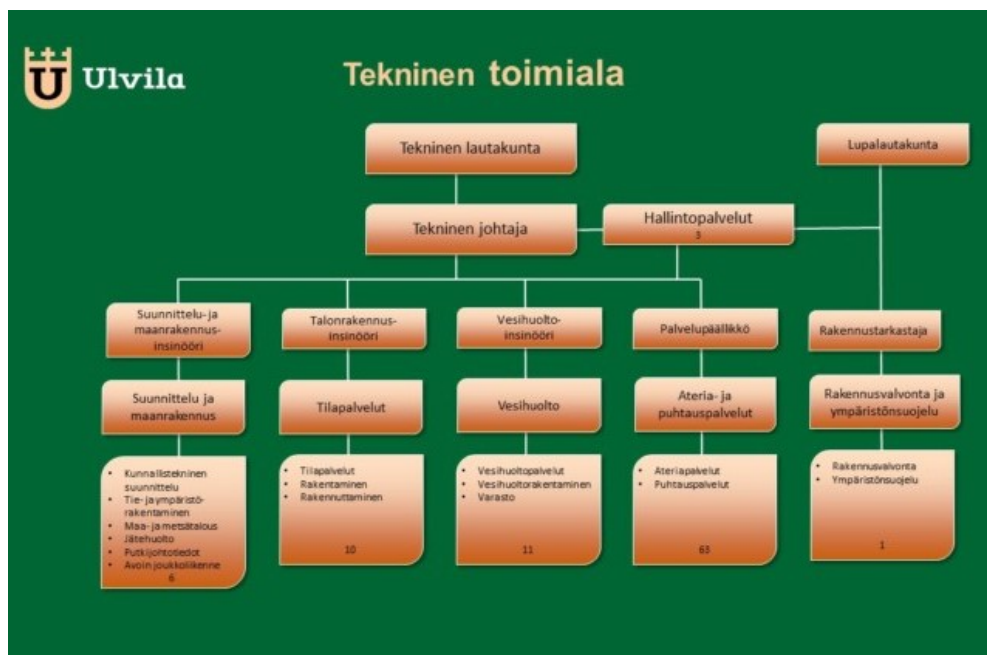 Ulvila
Tekninen toimiala
Tekninen lautakunta
Lupalautakunta
Tekninen johtaja
Hallintopalvelut
3
Suunnittelu- ja
maanrakennus-
insinööri
Talonrakennus-
insinööri
Vesihuolto-
insinööri
Palvelupäällikkö
Rakennustarkastaja
Suunnittelu ja
maanrakennus
Tilapalvelut
Vesihuolto
Ateria- ja
puhtauspalvelut
Rakennusvalvonta ja
ympäristönsuojelu
• Kunnallistekninen
suunnittelu
• Tie- ja ympäristö-
rakentaminen
• Maa- ja metsätalous
• Jätehuolto
• Putkijohtotiedot
• Avoin joukkoliikenne
6
• Tilapalvelut
• Rakentaminen
• Rakennuttaminen
10
• Vesihuoltopalvelut
• Vesihuoltorakentaminen
• Varasto
11
• Ateriapalvelut
• Puhtauspalvelut
63
• Rakennusvalvonta
• Ympäristönsuojelu
1